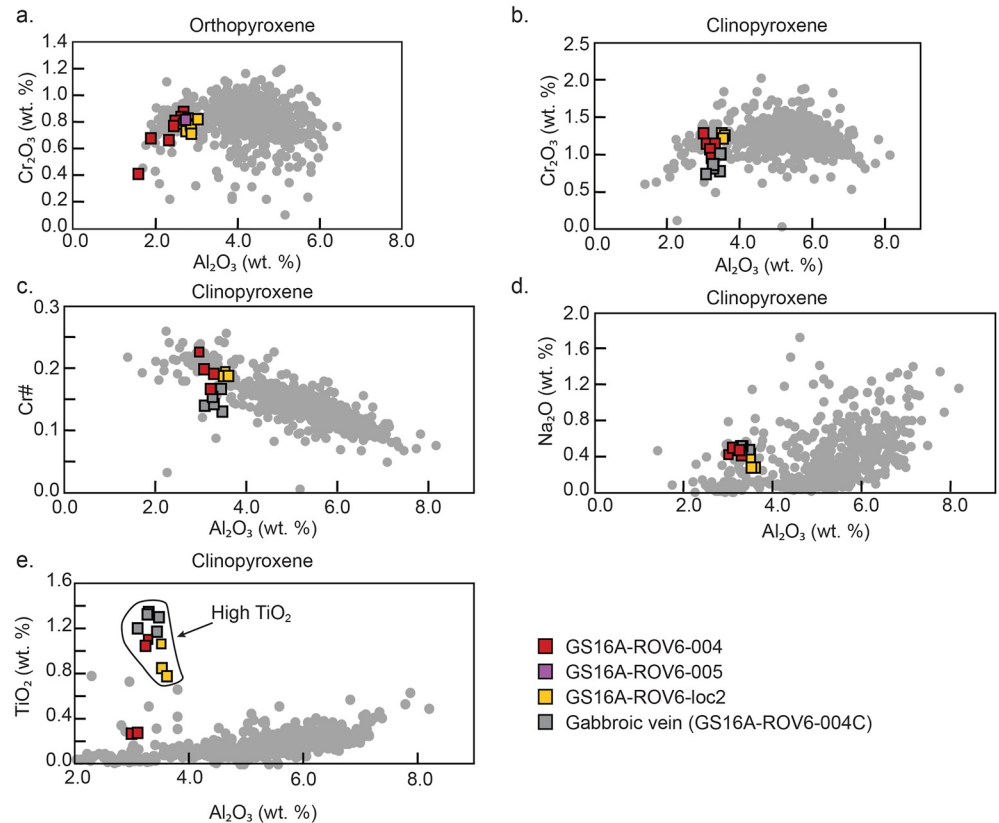 a.
Orthopyroxene
1.4
1.2
1.0
0.8
0.6
0.4
0.2
0.0
Cr₂O₃ (wt. %)
0.0 2.0 4.0 6.0 8.0
Al₂O₃ (wt. %)
b.
Clinopyroxene
2.5
2.0
1.5
1.0
0.5
0.0
Cr₂O₃ (wt. %)
0.0 2.0 4.0 6.0 8.0
Al₂O₃ (wt. %)
c.
Clinopyroxene
0.3
0.2
0.1
0.0
Cr#
2.0 4.0 6.0 8.0
Al₂O₃ (wt. %)
d.
Clinopyroxene
2.0
1.6
1.2
0.8
0.4
0.0
Na₂O (wt. %)
0.0 2.0 4.0 6.0 8.0
Al₂O₃ (wt. %)
e.
Clinopyroxene
1.6
1.2
0.8
0.4
0.0
TiO₂ (wt. %)
High TiO₂
2.0 4.0 6.0 8.0
Al₂O₃ (wt. %)
GS16A-ROV6-004
GS16A-ROV6-005
GS16A-ROV6-loc2
Gabbroic vein (GS16A-ROV6-004C)